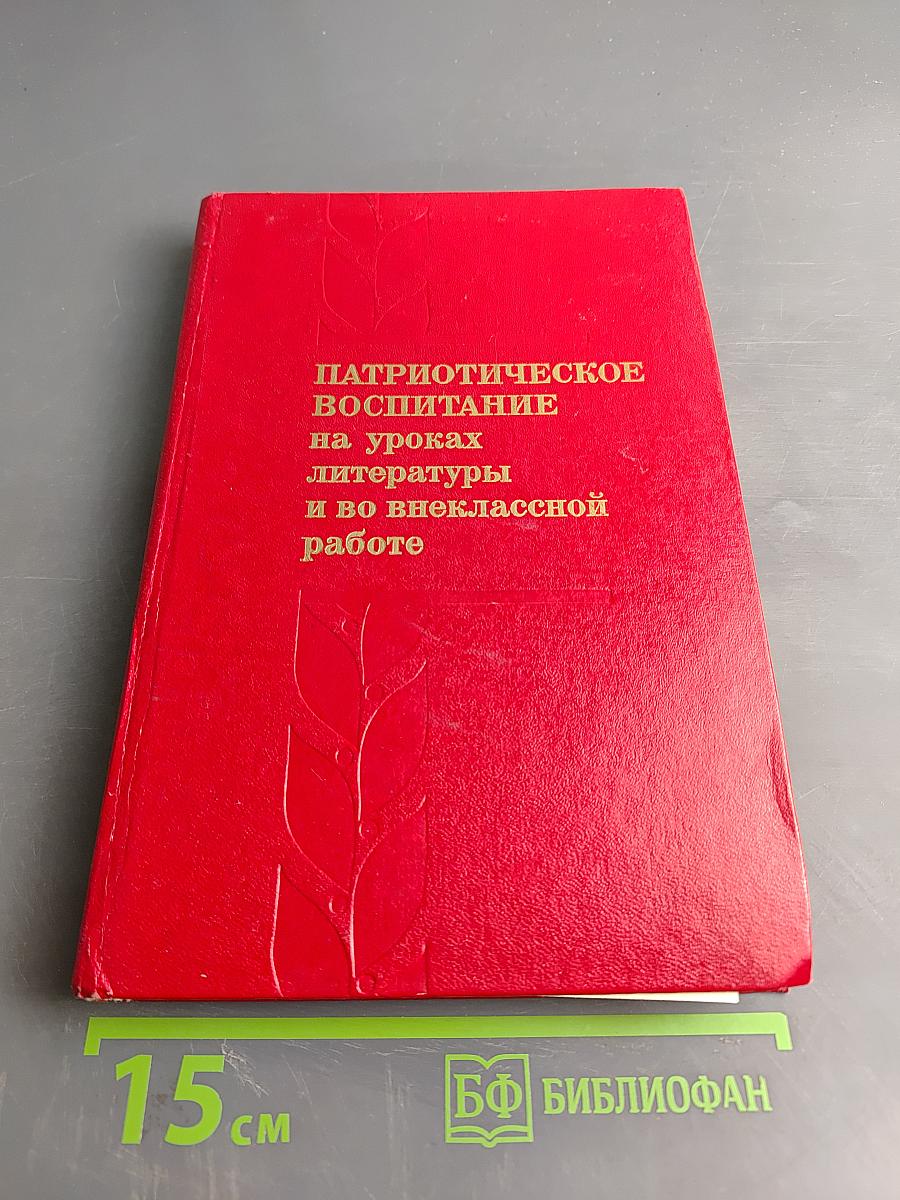 ПАТРИОТИЧЕСКОЕ
ВОСПИТАНИЕ
на уроках
литературы
и во внеклассной
работе
15 см
БФ БИБЛИОФАН